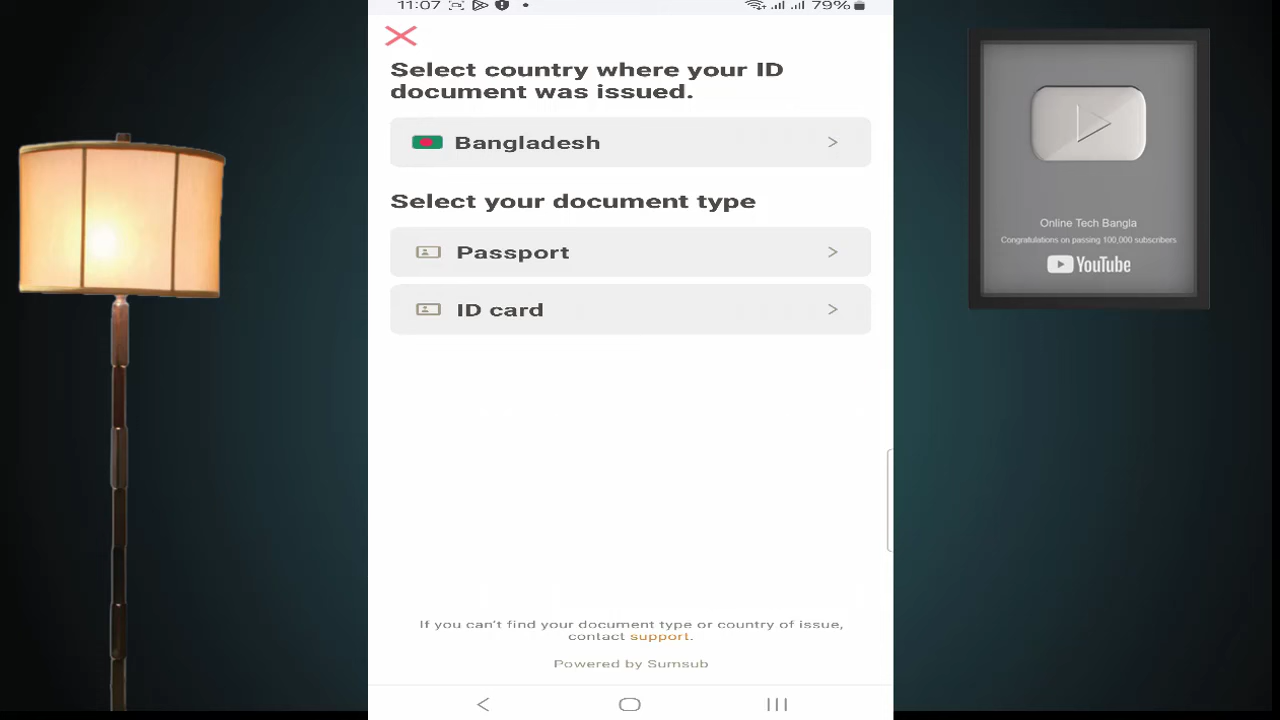 11:07
79%
Select country where your ID
document was issued.
Bangladesh
Select your document type
Passport
ID card
If you can't find your document type or country of issue,
contact support.
Powered by Sumsub
Online Tech Bangla
Congratulations on passing 100,000 subscribers
YouTube